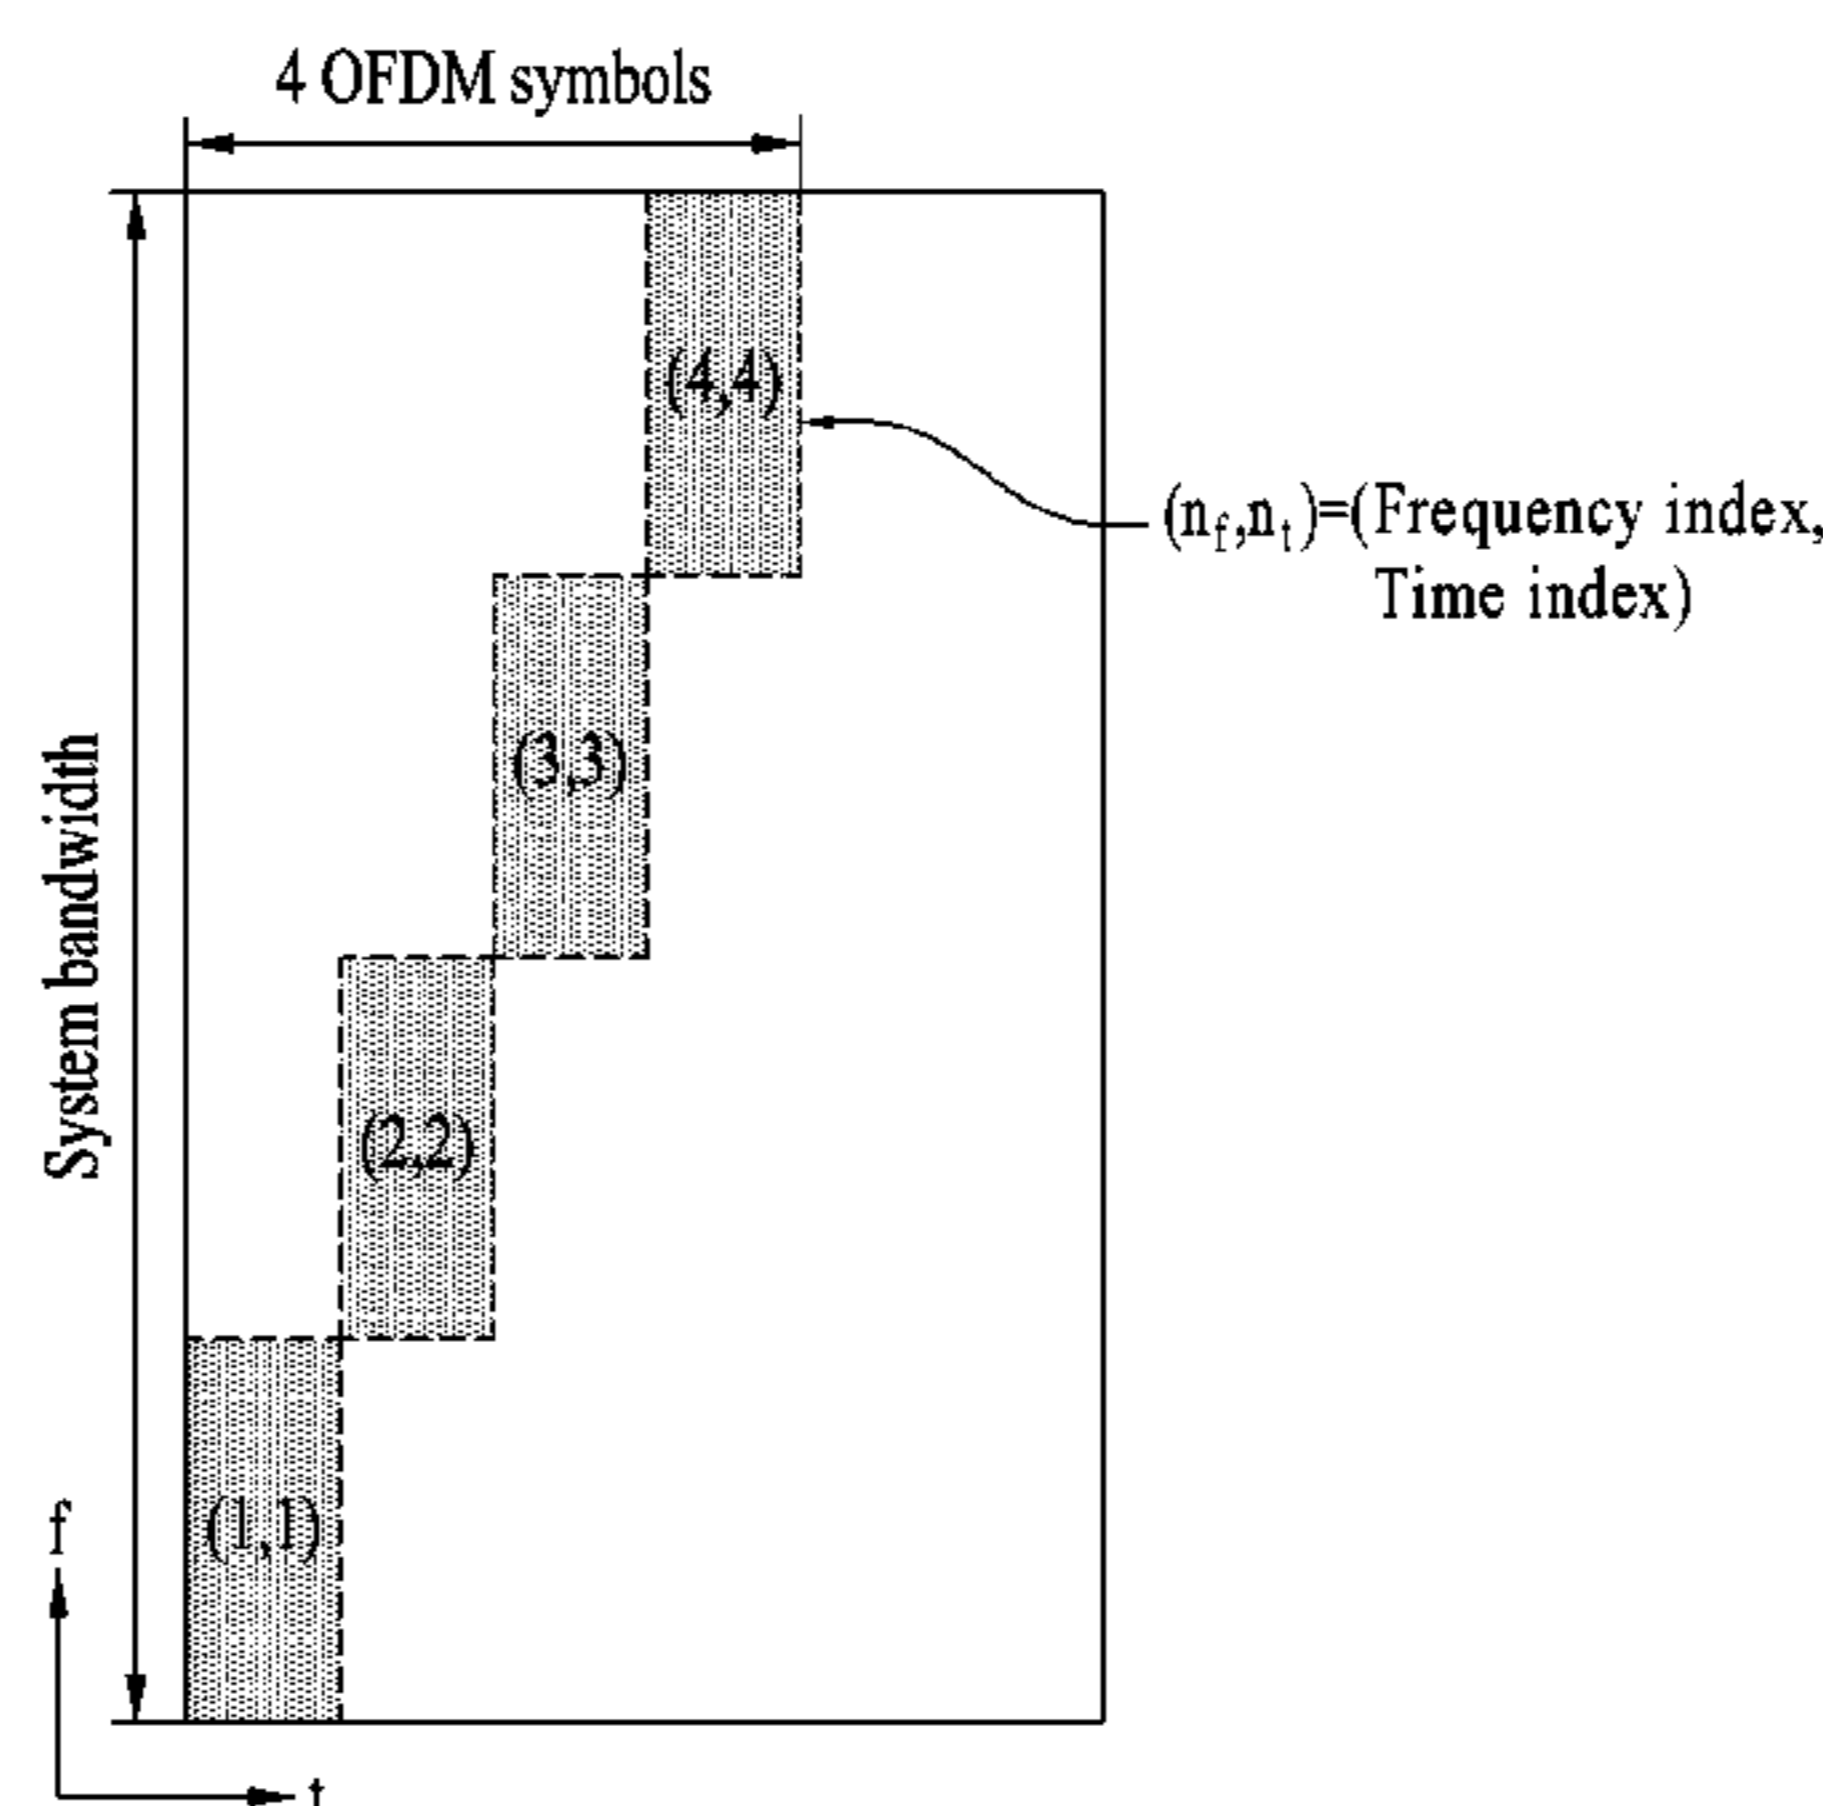 4 OFDM symbols
(4,4)
(n_f,n_t)=(Frequency index,
Time index)
(3,3)
System bandwidth
(2,2)
(1,1)
f
t